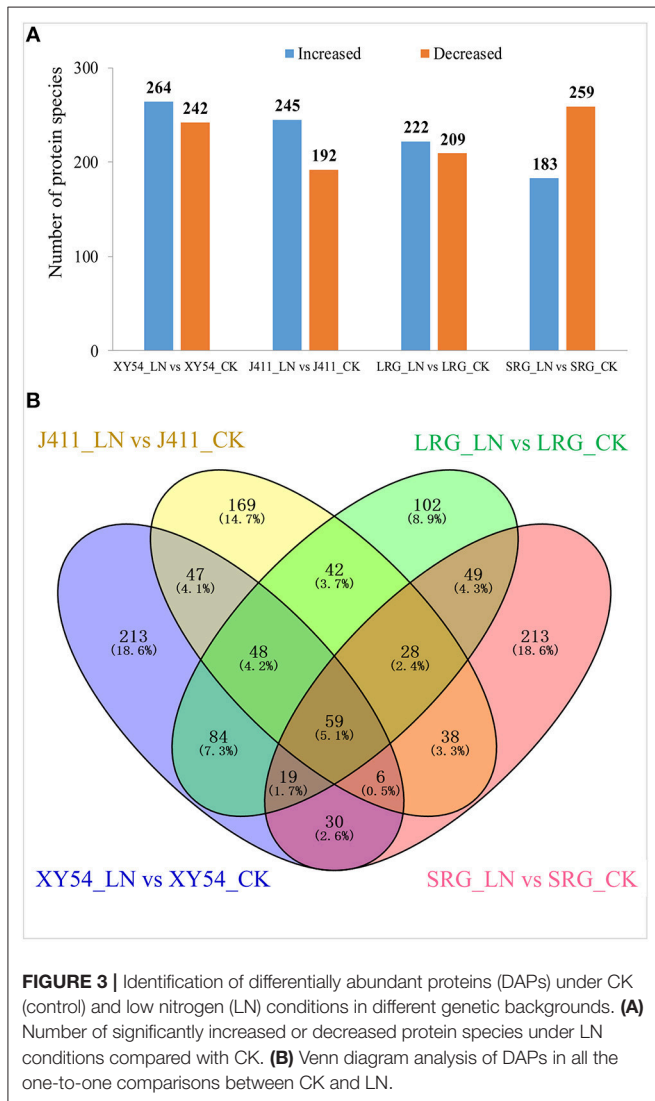 A
Increased Decreased
Number of protein species
300
200
100
0
264 242 245 192 222 209 183 259
XY54_LN vs XY54_CK J411_LN vs J411_CK LRG_LN vs LRG_CK SRG_LN vs SRG_CK
B
J411_LN vs J411_CK LRG_LN vs LRG_CK
169 102
(14.7%) (8.9%)
47 42 49
(4.1%) (3.7%) (4.3%)
213 48 28 213
(18.6%) (4.2%) (2.4%) (18.6%)
84 59 38
(7.3%) (5.1%) (3.3%)
19 6
(1.7%) (0.5%)
30
(2.6%)
XY54_LN vs XY54_CK SRG_LN vs SRG_CK
FIGURE 3 | Identification of differentially abundant proteins (DAPs) under CK
(control) and low nitrogen (LN) conditions in different genetic backgrounds. (A)
Number of significantly increased or decreased protein species under LN
conditions compared with CK. (B) Venn diagram analysis of DAPs in all the
one-to-one comparisons between CK and LN.